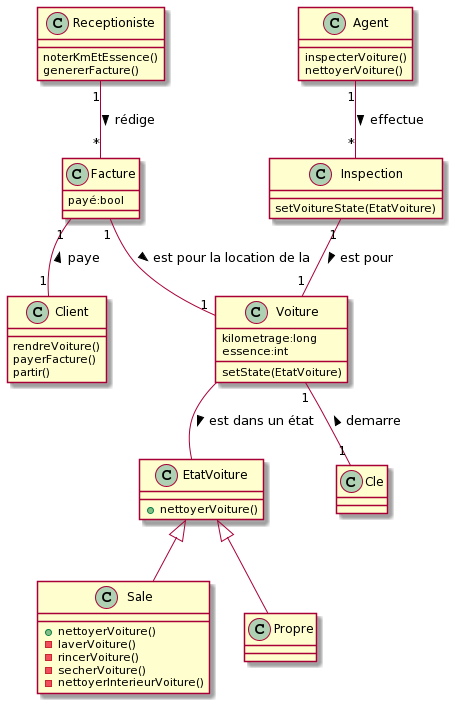 C Receptioniste
noterKmEtEssence()
genererFacture()
C Agent
inspecterVoiture()
nettoyerVoiture()
1
rédige
*
1
effectue
*
C Facture
payé:bool
C Inspection
setVoitureState(EtatVoiture)
1
paye
1
1
est pour la location de la
1
1
est pour
1
C Client
rendreVoiture()
payerFacture()
partir()
C Voiture
kilometrage:long
essence:int
setState(EtatVoiture)
est dans un état
1
demarre
1
C EtatVoiture
nettoyerVoiture()
C Cle
C Sale
nettoyerVoiture()
laverVoiture()
rincerVoiture()
secherVoiture()
nettoyerInterieurVoiture()
C Propre